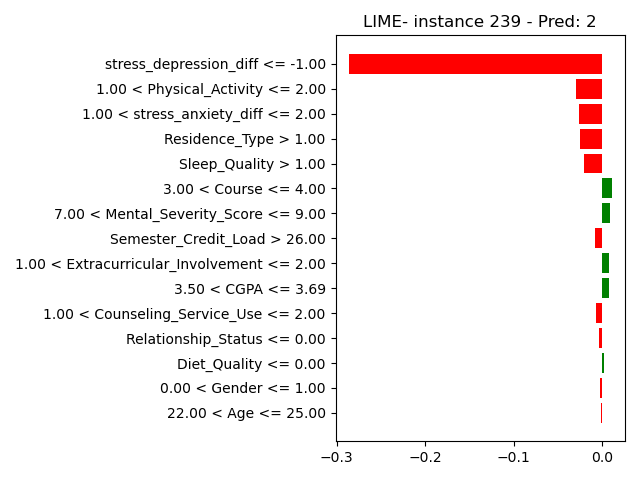 LIME- instance 239 - Pred: 2
stress_depression_diff <= -1.00
1.00 < Physical_Activity <= 2.00
1.00 < stress_anxiety_diff <= 2.00
Residence_Type > 1.00
Sleep_Quality > 1.00
3.00 < Course <= 4.00
7.00 < Mental_Severity_Score <= 9.00
Semester_Credit_Load > 26.00
1.00 < Extracurricular_Involvement <= 2.00
3.50 < CGPA <= 3.69
1.00 < Counseling_Service_Use <= 2.00
Relationship_Status <= 0.00
Diet_Quality <= 0.00
0.00 < Gender <= 1.00
22.00 < Age <= 25.00
−0.3 −0.2 −0.1 0.0